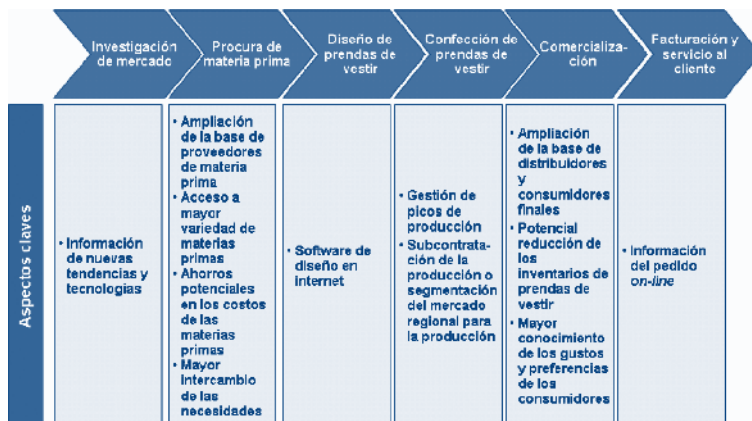 Investigación
de mercado
Procura de
materia prima
Diseño de
prendas de
vestir
Confección de
prendas de
vestir
Comercializa-
ción
Facturación y
servicio al
cliente
Aspectos claves
• Información
de nuevas
tendencias y
tecnologías
• Ampliación
de la base de
proveedores
de materia
prima
• Acceso a
mayor
variedad de
materias
primas
• Ahorros
potenciales
en los costos
de las
materias
primas
• Mayor
intercambio
de las
necesidades
• Software de
diseño en
internet
• Gestión de
picos de
producción
• Subcontrata-
ción de la
producción o
segmentación
del mercado
regional para
la producción
• Ampliación
de la base de
distribuidores
y
consumidores
finales
• Potencial
reducción de
los
inventarios de
prendas de
vestir
• Mayor
conocimiento
de los gustos
y preferencias
de los
consumidores
• Información
del pedido
on-line